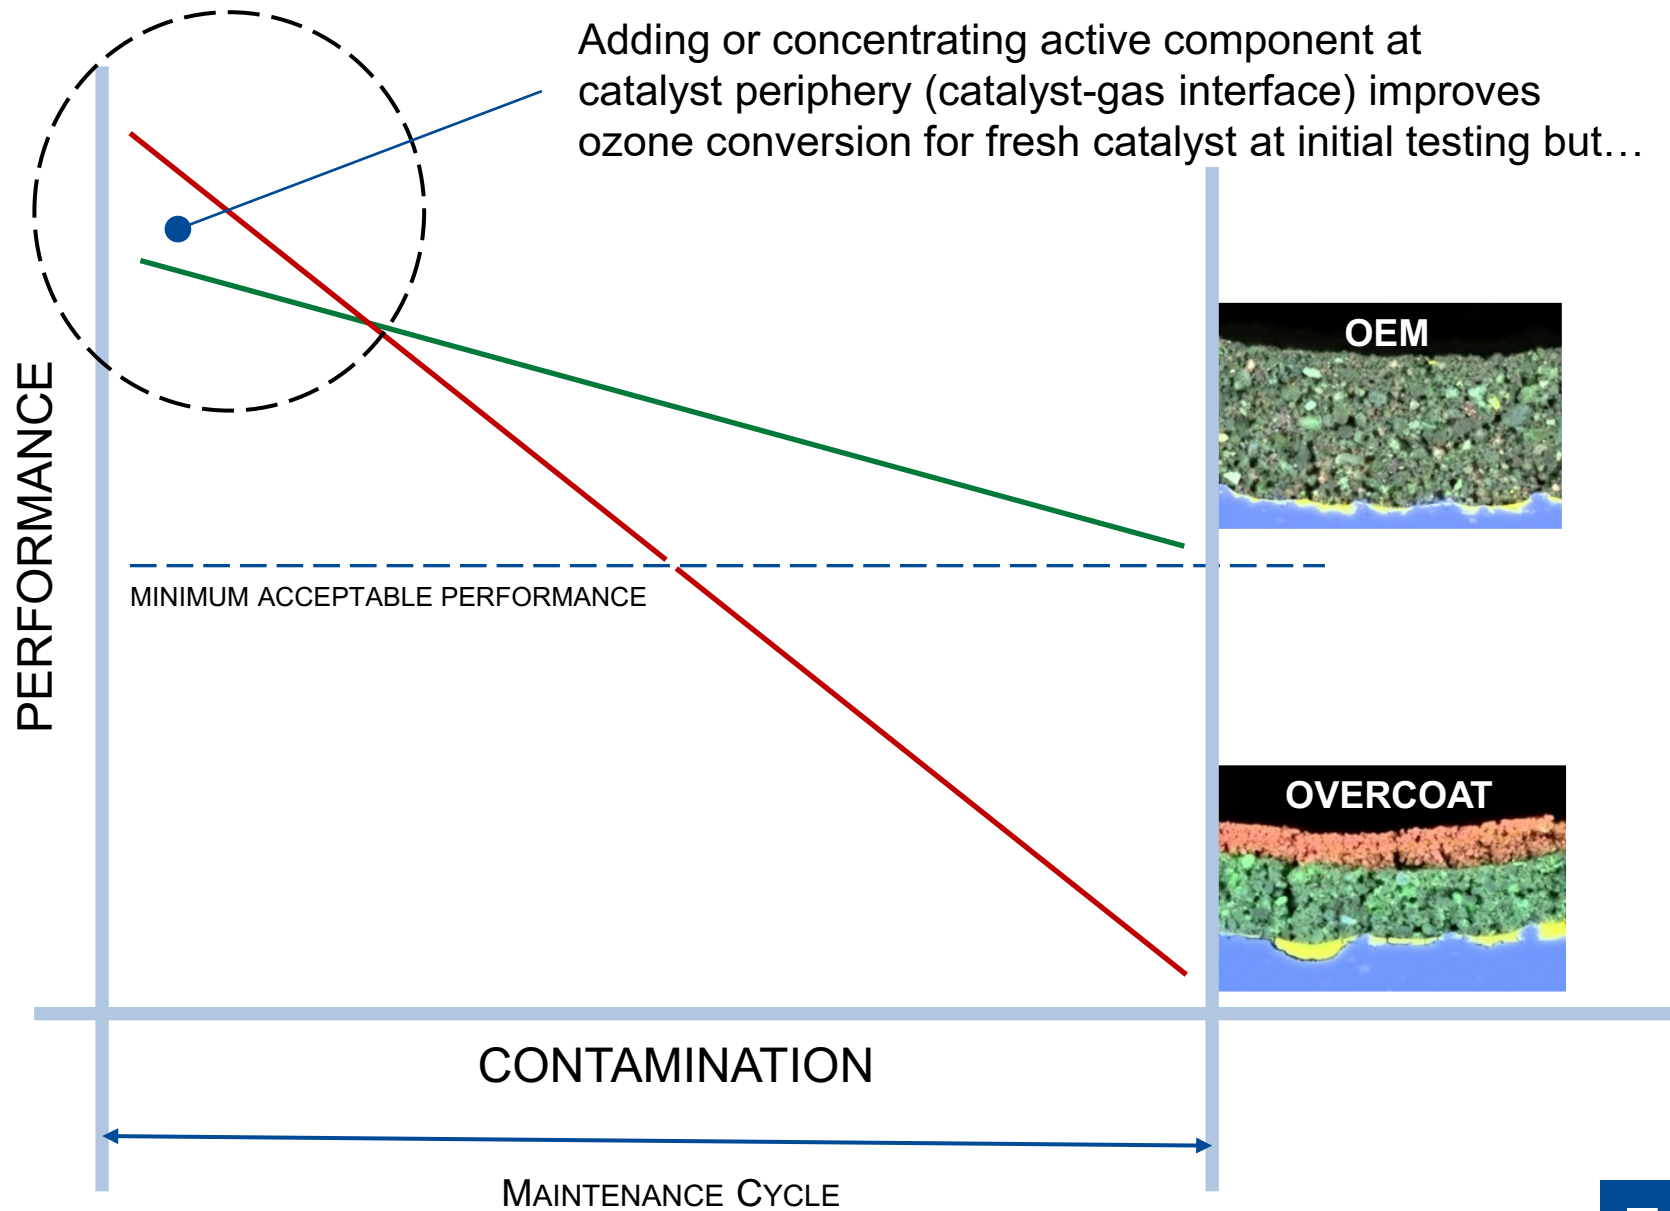 Adding or concentrating active component at
catalyst periphery (catalyst-gas interface) improves
ozone conversion for fresh catalyst at initial testing but…
OEM
PERFORMANCE
MINIMUM ACCEPTABLE PERFORMANCE
OVERCOAT
CONTAMINATION
MAINTENANCE CYCLE